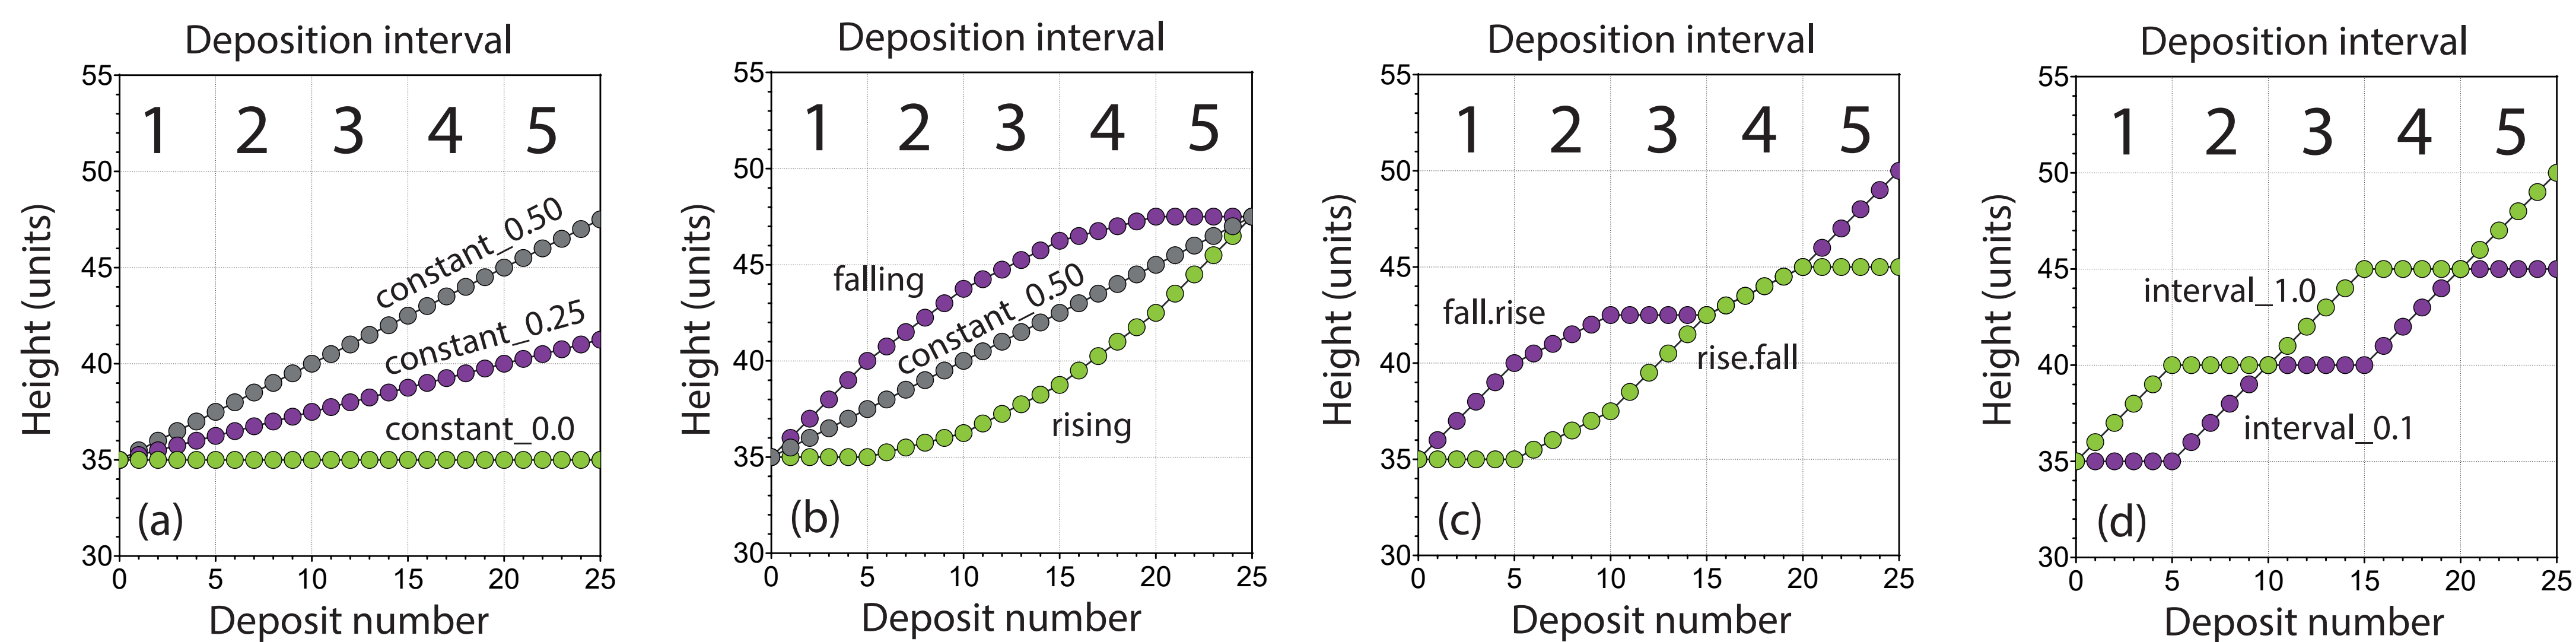 Deposition interval
55
50
45
40
35
30
1 2 3 4 5
constant_0.50
constant_0.25
constant_0.0
(a)
0 5 10 15 20 25
Deposit number
Height (units)
Deposition interval
55
50
45
40
35
30
1 2 3 4 5
falling
constant_0.50
rising
(b)
0 5 10 15 20 25
Deposit number
Height (units)
Deposition interval
55
50
45
40
35
30
1 2 3 4 5
fall.rise
rise.fall
(c)
0 5 10 15 20 25
Deposit number
Height (units)
Deposition interval
55
50
45
40
35
30
1 2 3 4 5
interval_1.0
interval_0.1
(d)
0 5 10 15 20 25
Deposit number
Height (units)